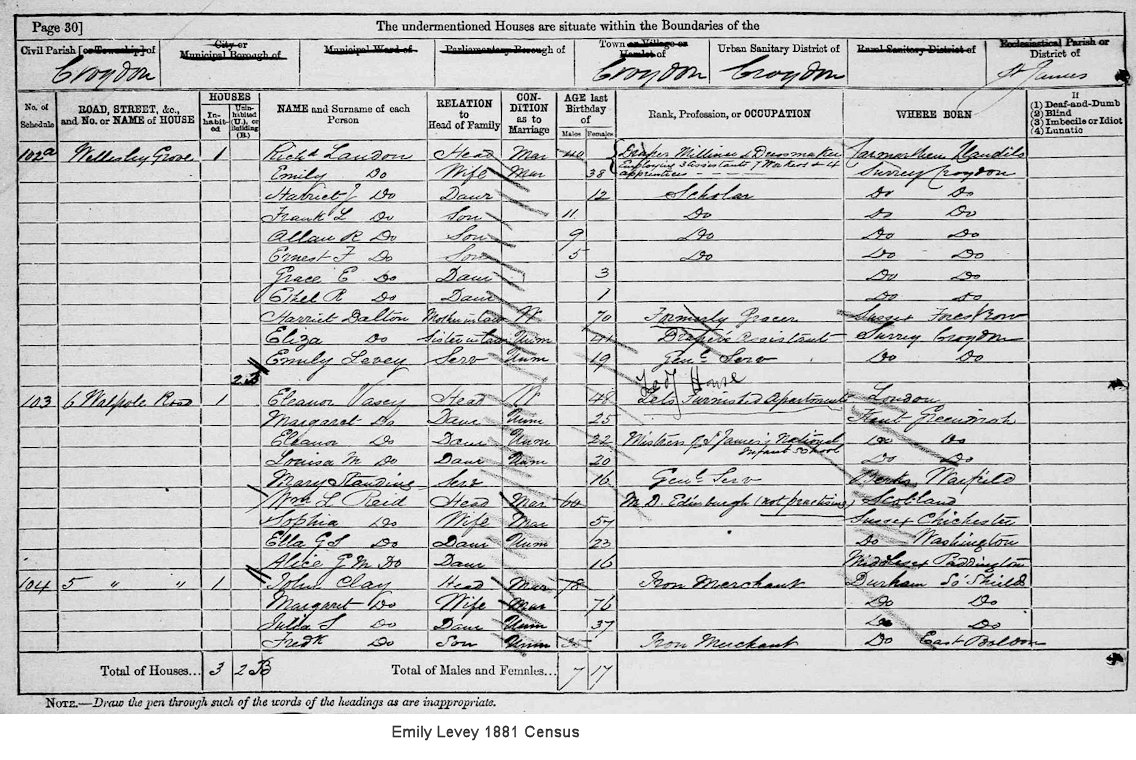 Page 30]
The undermentioned Houses are situate within the Boundaries of the
Civil Parish [or Township] of
City or Municipal Borough of
Municipal Ward of
Parliamentary Borough of
Town or Village or Hamlet of
Urban Sanitary District of
Rural Sanitary District of
Ecclesiastical Parish or District of
Croydon Croydon Croydon St James
No. of Schedule
ROAD, STREET, &c., and No. or NAME of HOUSE
HOUSES
Inhabited
Uninhabited (U.), or Building (B.)
NAME and Surname of each Person
RELATION to Head of Family
CONDITION as to Marriage
AGE last Birthday of
Males Females
Rank, Profession, or OCCUPATION
WHERE BORN
If
(1) Deaf-and-Dumb
(2) Blind
(3) Imbecile or Idiot
(4) Lunatic
102a Wellesley Grove 1 Richd Landon Head Mar 40 Draper Milliner & Dressmaker Carmarthen
Employing 3 Assistants 7 Workers & 4 apprentices
Emily Do Wife Mar 38 Surrey Croydon
Harriet J Do Daur 12 Scholar Do Do
Frank L Do Son 11 Do Do Do
Allan R Do Son 9 Do Do Do
Ernest F Do Son 5 Do Do Do
Grace E Do Daur 3 Do Do
Ethel R Do Daur 1 Do Do
Harriet Dalton Mother in law W 70 Formerly Grocer Sussex
Eliza Do Sister in law Unm 41 Drapers Assistant Surrey Croydon
Emily Levey Serv Unm 19 Genl Serv Do Do
2 B
Lodg House
103 6 Walpole Road 1 Eleanor Vasey Head W 48 Lets Furnished Apartments London
Margaret Do Daur Unm 25 Kent Greenwich
Eleanor Do Daur Unm 22 Mistress of St James's National Infant School Do Do
Louisa M Do Daur Unm 20 Do Do
Mary Standing Serv 16 Genl Serv Berks
Wm L Reid Head Mar 64 M.D. Edinburgh (not practising) Scotland
Sophia Do Wife Mar 57 Sussex Chichester
Ella G S Do Daur Unm 23 Do Washington
Alice G M Do Daur 16 Middlesex Paddington
104 5 " " 1 John Clay Head Mar 78 Iron Merchant Durham So Shields
Margaret Do Wife Mar 76 Do Do
Julia S Do Daur Unm 37 Do Do
Fredk Do Son Unm Iron Merchant Do East Boldon
Total of Houses... 3 2 B Total of Males and Females... 7 17
NOTE.—Draw the pen through such of the words of the headings as are inappropriate.
Emily Levey 1881 Census